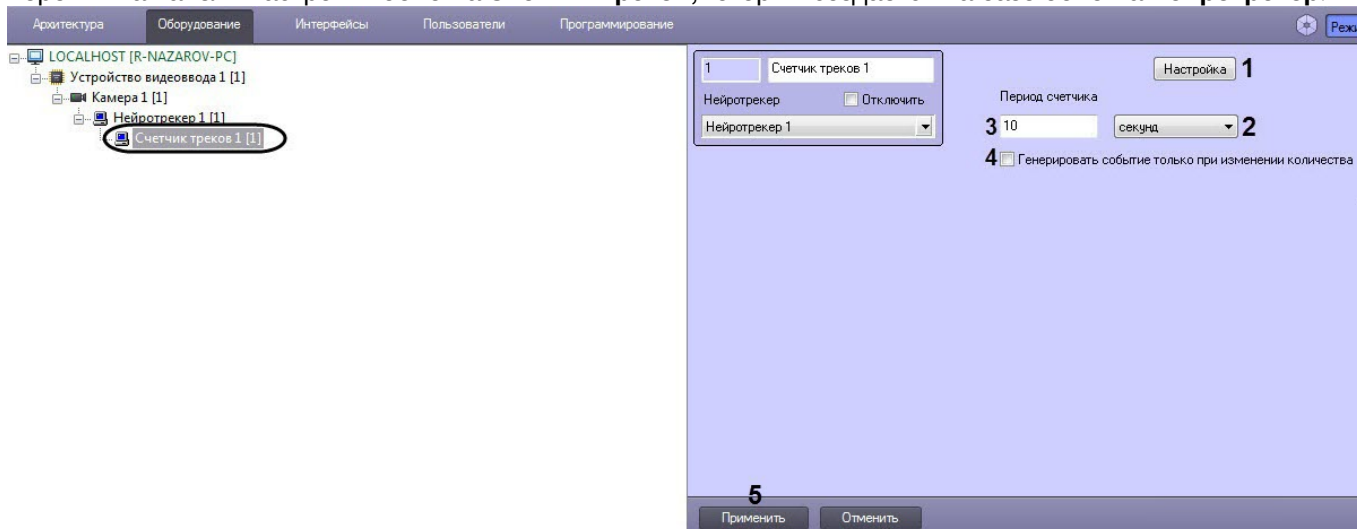 Архитектура Оборудование Интерфейсы Пользователи Программирование
LOCALHOST [R-NAZAROV-PC]
Устройство видеоввода 1 [1]
Камера 1 [1]
Нейротрекер 1 [1]
Счетчик треков 1 [1]
1 Счетчик треков 1
Нейротрекер Отключить
Нейротрекер 1
Настройка 1
Период счетчика
3 10 секунд 2
4 Генерировать событие только при изменении количества
5
Применить Отменить